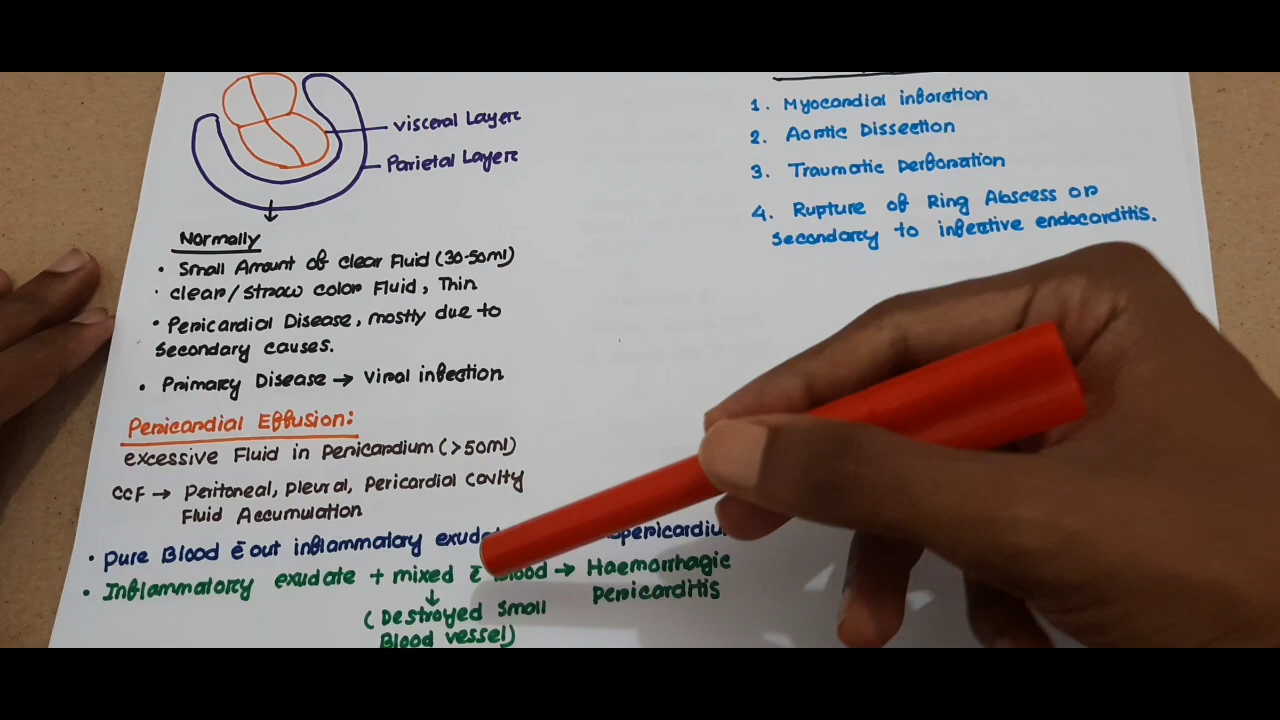 visceral Layer
Parietal Layer
Normally
• Small Amount of clear Fluid (30-50ml)
• clear/straw color Fluid, Thin
• Pericardial Disease, mostly due to
secondary causes.
• Primary Disease → viral infection
Pericardial Effusion:
excessive Fluid in Pericardium (>50ml)
CCF → Peritoneal, Pleural, Pericardial cavity
Fluid Accumulation
• Pure Blood c̄ out inflammatory
• Inflammatory exudate + mixed c̄ Blood → Haemorrhagic
Pericarditis
↓
(Destroyed small
Blood vessel)
1. Myocardial infarction
2. Aortic Dissection
3. Traumatic perforation
4. Rupture of Ring Abscess or
secondary to infective endocarditis.